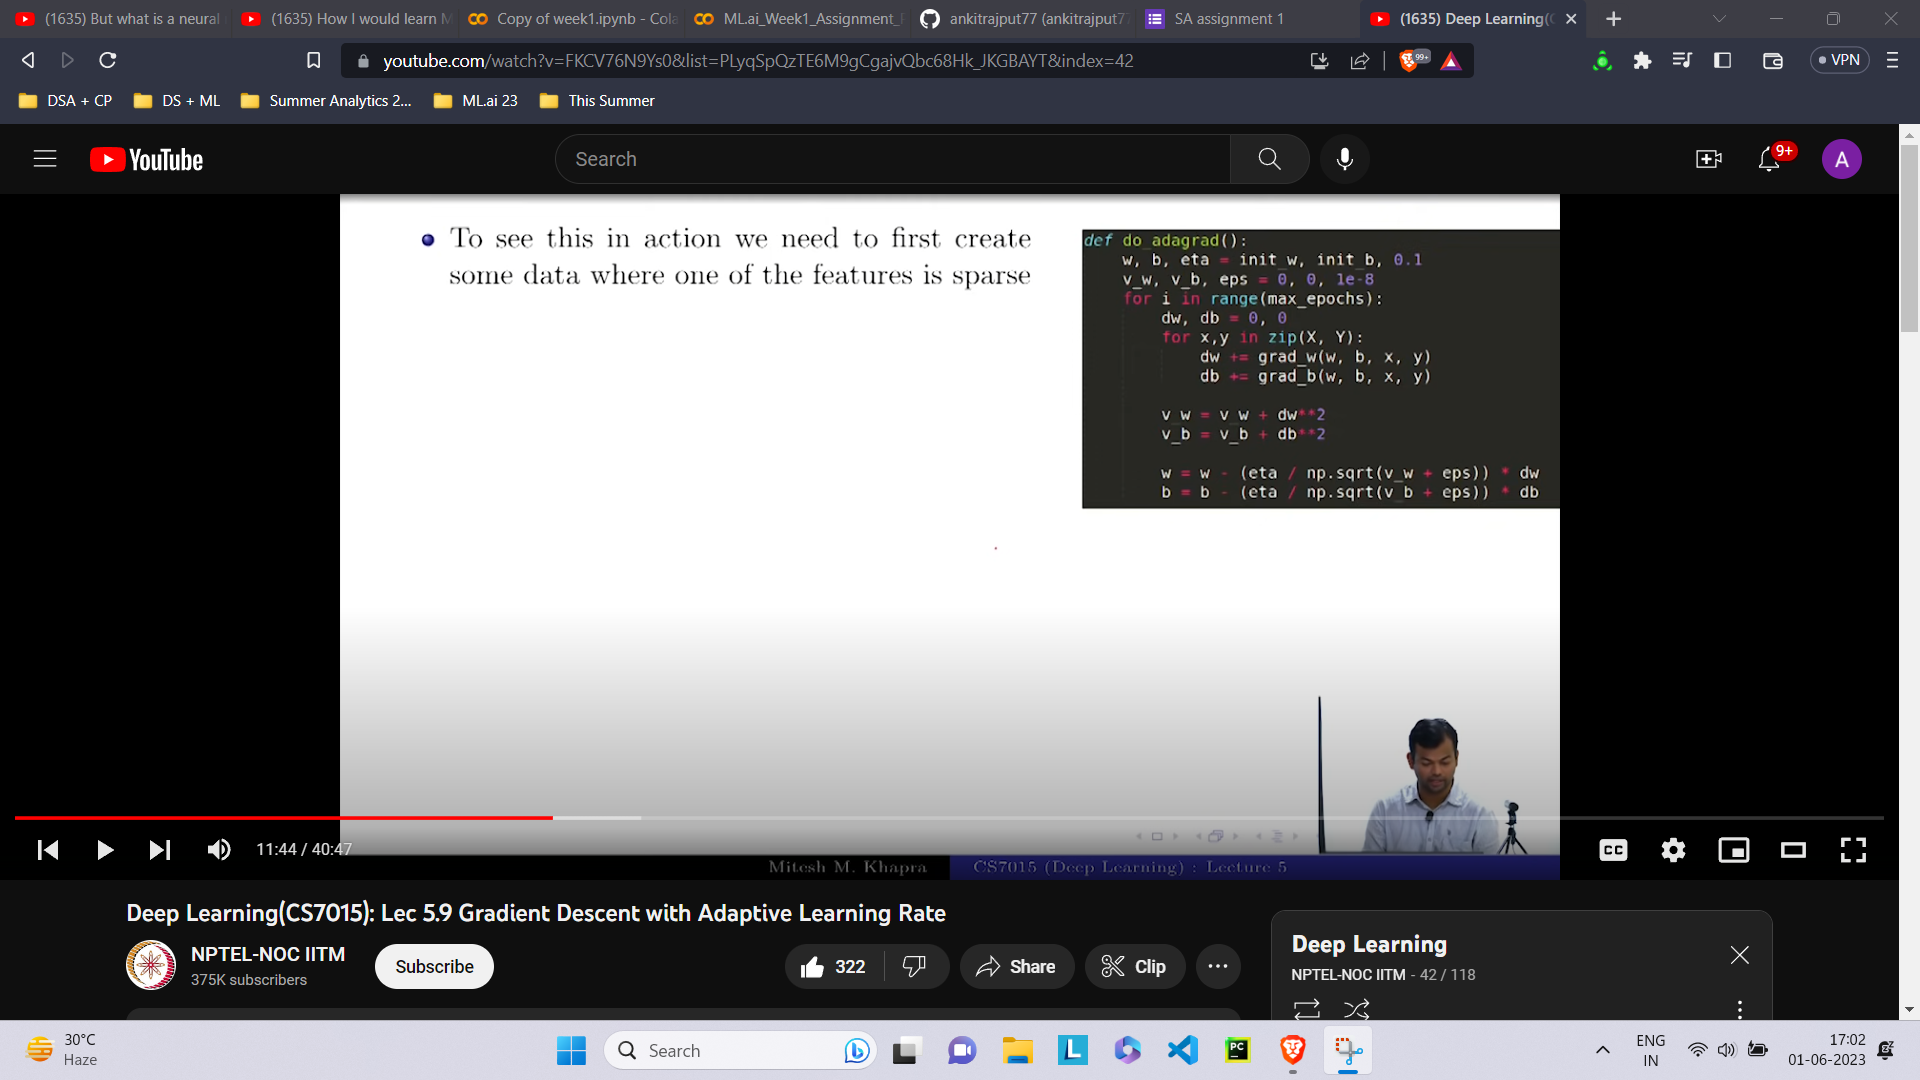 (1635) But what is a neural
(1635) How I would learn M
Copy of week1.ipynb - Cola
ML.ai_Week1_Assignment_
ankitrajput77 (ankitrajput77
SA assignment 1
(1635) Deep Learning(
youtube.com/watch?v=FKCV76N9Ys0&list=PLyqSpQzTE6M9gCgajvQbc68Hk_JKGBAYT&index=42
99+
VPN
DSA + CP
DS + ML
Summer Analytics 2...
ML.ai 23
This Summer
YouTube
Search
9+
A
To see this in action we need to first create
some data where one of the features is sparse
def do_adagrad():
w, b, eta = init_w, init_b, 0.1
v_w, v_b, eps = 0, 0, 1e-8
for i in range(max_epochs):
dw, db = 0, 0
for x,y in zip(X, Y):
dw += grad_w(w, b, x, y)
db += grad_b(w, b, x, y)
v_w = v_w + dw**2
v_b = v_b + db**2
w = w - (eta / np.sqrt(v_w + eps)) * dw
b = b - (eta / np.sqrt(v_b + eps)) * db
11:44 / 40:47
CC
Mitesh M. Khapra
CS7015 (Deep Learning) : Lecture 5
Deep Learning(CS7015): Lec 5.9 Gradient Descent with Adaptive Learning Rate
NPTEL-NOC IITM
375K subscribers
Subscribe
322
Share
Clip
Deep Learning
NPTEL-NOC IITM - 42 / 118
30°C
Haze
Search
L
PC
ENG
IN
17:02
01-06-2023